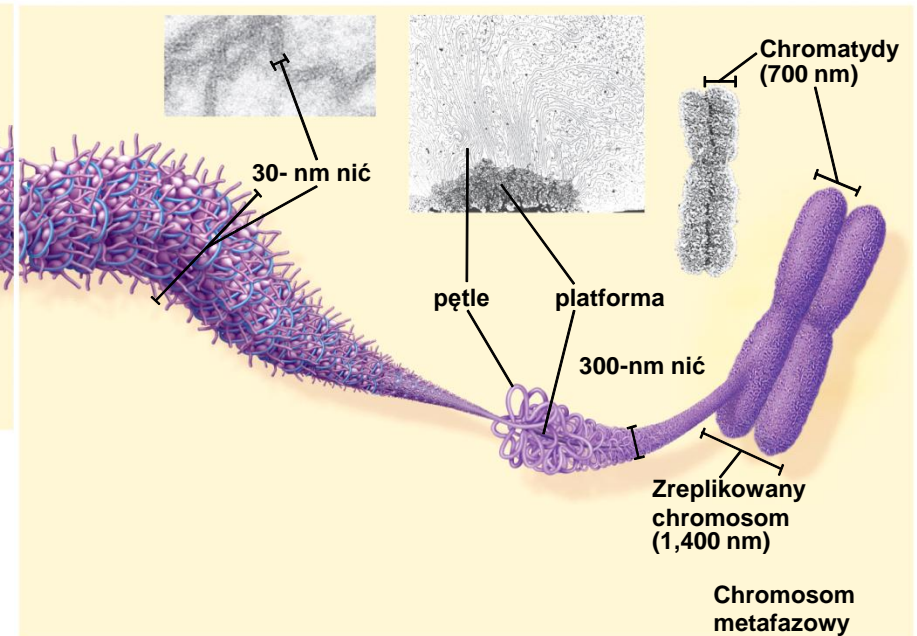 Chromatydy
(700 nm)
30- nm nić
pętle
platforma
300-nm nić
Zreplikowany
chromosom
(1,400 nm)
Chromosom
metafazowy